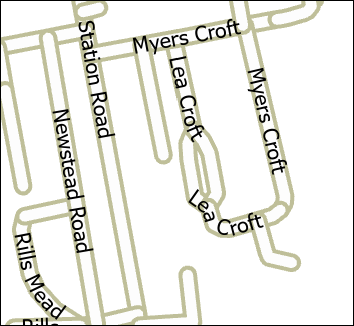 Station Road
Myers Croft
Lea Croft
Myers Croft
Newstead Road
Lea Croft
Rills Mead